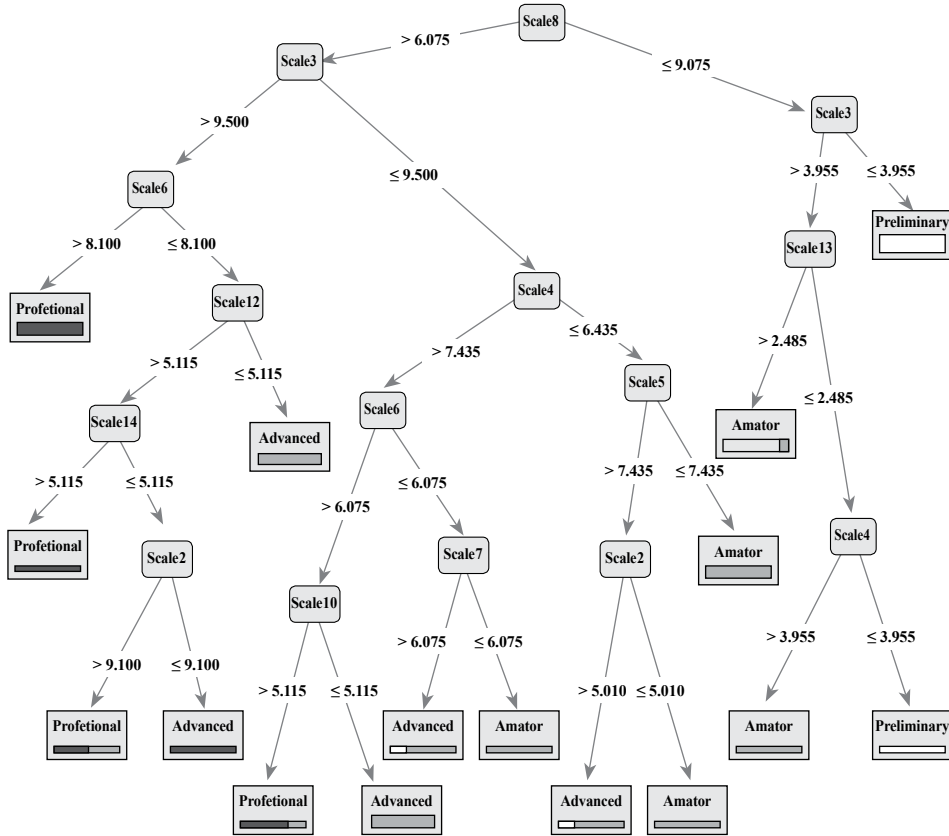 Scale8
> 6.075
≤ 9.075
Scale3
Scale3
> 9.500
≤ 9.500
> 3.955
≤ 3.955
Scale6
Preliminary
> 8.100
≤ 8.100
Scale13
Profetional
Scale12
Scale4
> 5.115
≤ 5.115
> 7.435
≤ 6.435
> 2.485
≤ 2.485
Scale14
Advanced
Scale6
Scale5
Amator
> 5.115
≤ 5.115
> 6.075
≤ 6.075
> 7.435
≤ 7.435
Profetional
Scale2
Scale7
Scale2
Amator
Scale4
Scale10
> 9.100
≤ 9.100
> 5.115
≤ 5.115
> 6.075
≤ 6.075
> 5.010
≤ 5.010
> 3.955
≤ 3.955
Profetional
Advanced
Advanced
Amator
Amator
Preliminary
Profetional
Advanced
Advanced
Amator